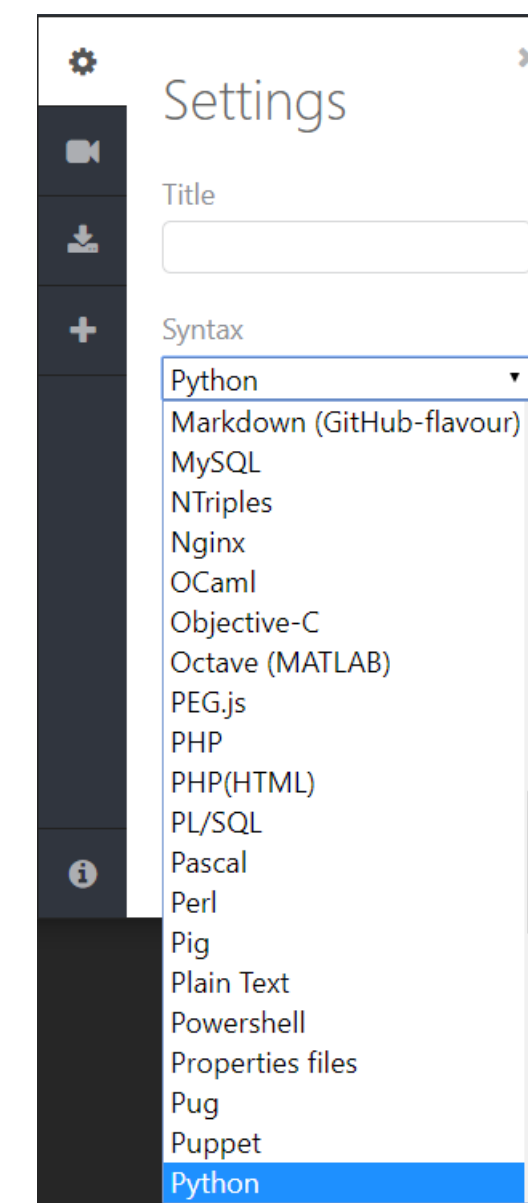 Settings
Title
Syntax
Python
Markdown (GitHub-flavour)
MySQL
NTriples
Nginx
OCaml
Objective-C
Octave (MATLAB)
PEG.js
PHP
PHP(HTML)
PL/SQL
Pascal
Perl
Pig
Plain Text
Powershell
Properties files
Pug
Puppet
Python